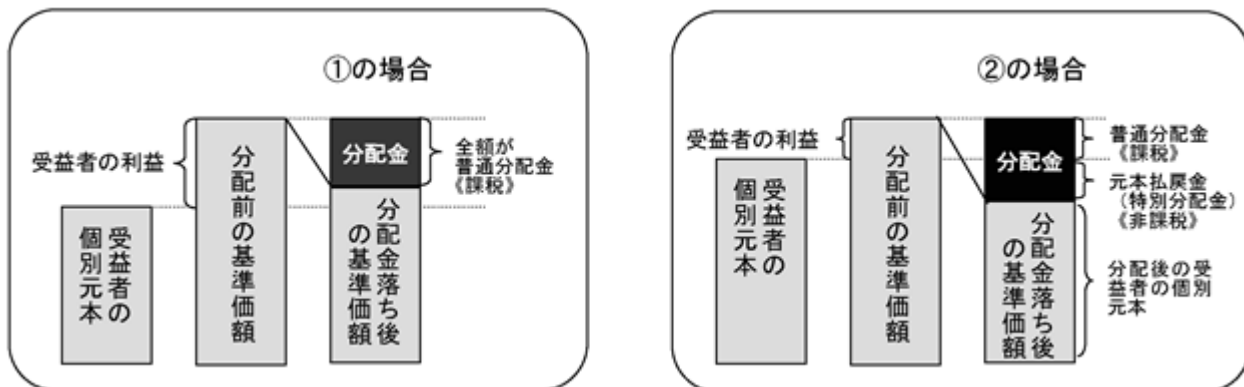 ①の場合
受益者の利益
受益者の
個別元本
分配前の基準価額
分配金
分配金落ち後
の基準価額
全額が
普通分配金
《課税》
②の場合
受益者の利益
受益者の
個別元本
分配前の基準価額
分配金
分配金落ち後
の基準価額
普通分配金
《課税》
元本払戻金
(特別分配金)
《非課税》
分配後の受
益者の個別
元本